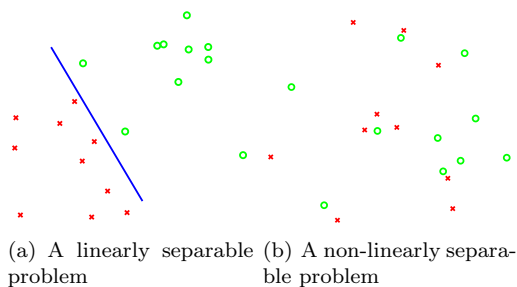 (a) A linearly separable
problem
(b) A non-linearly separa-
ble problem